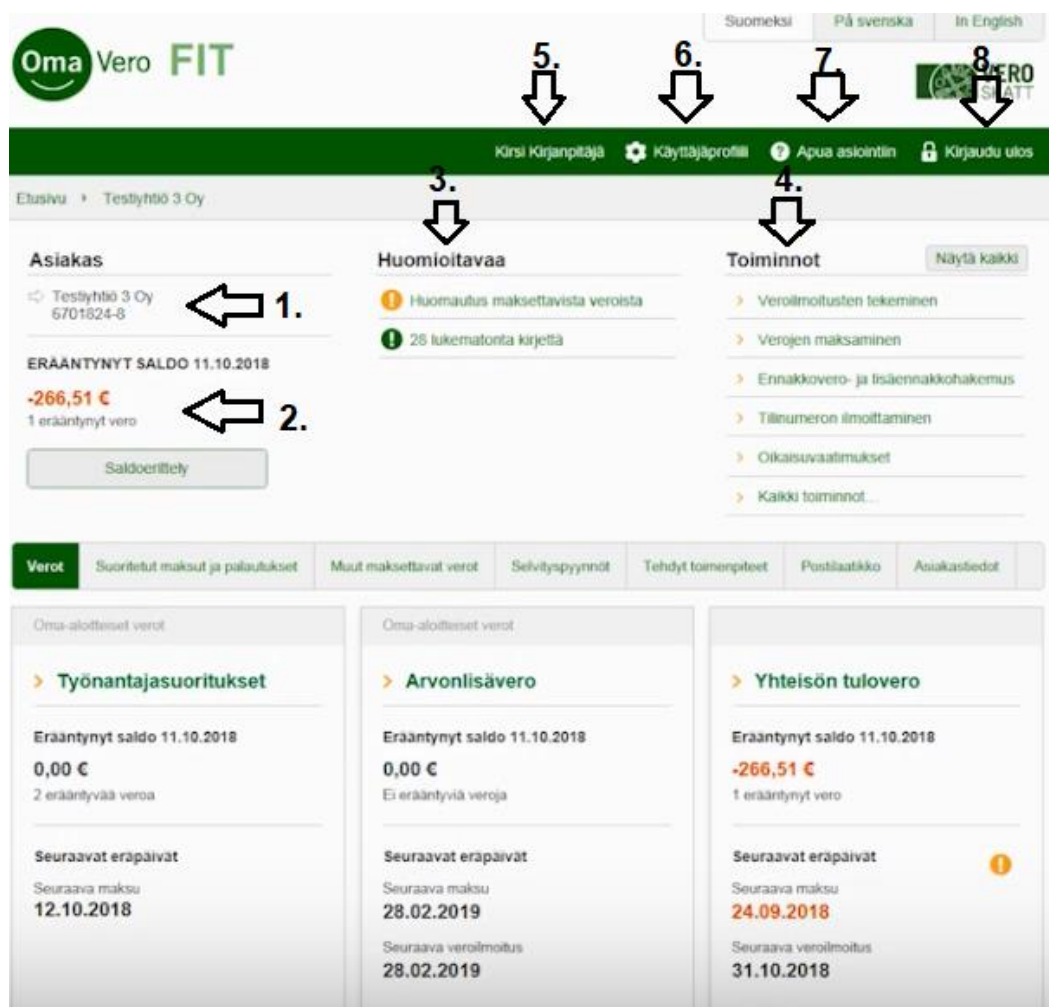 Suomeksi På svenska In English
Oma Vero FIT
5. 6. 7. 8.
VERO
SKATT
Kirsi Kirjanpitäjä Käyttäjäprofiili ? Apua asiointiin Kirjaudu ulos
3. 4.
Etusivu Testiyhtiö 3 Oy
Asiakas Huomioitavaa Toiminnot Näytä kaikki
Testiyhtiö 3 Oy 1. ! Huomautus maksettavista veroista Veroilmoitusten tekeminen
6701824-8
! 28 lukematonta kirjettä Verojen maksaminen
ERÄÄNTYNYT SALDO 11.10.2018
Ennakkovero- ja lisäennakkohakemus
-266,51 €
1 erääntynyt vero 2. Tilinumeron ilmoittaminen
Saldoerittely Oikaisuvaatimukset
Kaikki toiminnot...
Verot Suoritetut maksut ja palautukset Muut maksettavat verot Selvityspyynnöt Tehdyt toimenpiteet Postilaatikko Asiakastiedot
Oma-aloitteiset verot Oma-aloitteiset verot
Työnantajasuoritukset Arvonlisävero Yhteisön tulovero
Erääntynyt saldo 11.10.2018 Erääntynyt saldo 11.10.2018 Erääntynyt saldo 11.10.2018
0,00 € 0,00 € -266,51 €
2 erääntyvää veroa Ei erääntyviä veroja 1 erääntynyt vero
Seuraavat eräpäivät Seuraavat eräpäivät Seuraavat eräpäivät !
Seuraava maksu Seuraava maksu Seuraava maksu
12.10.2018 28.02.2019 24.09.2018
Seuraava veroilmoitus Seuraava veroilmoitus
28.02.2019 31.10.2018